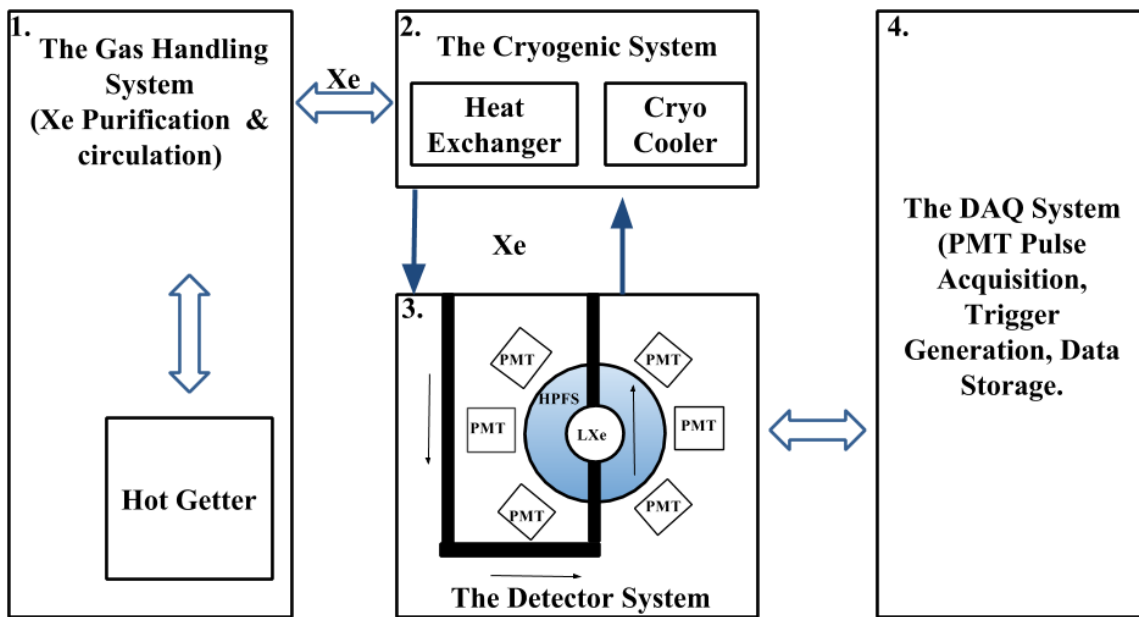 1.
The Gas Handling
System
(Xe Purification &
circulation)
Hot Getter
Xe
2.
The Cryogenic System
Heat
Exchanger
Cryo
Cooler
Xe
3.
PMT
PMT
HPFS
PMT
LXe
PMT
PMT
PMT
The Detector System
4.
The DAQ System
(PMT Pulse
Acquisition,
Trigger
Generation, Data
Storage.